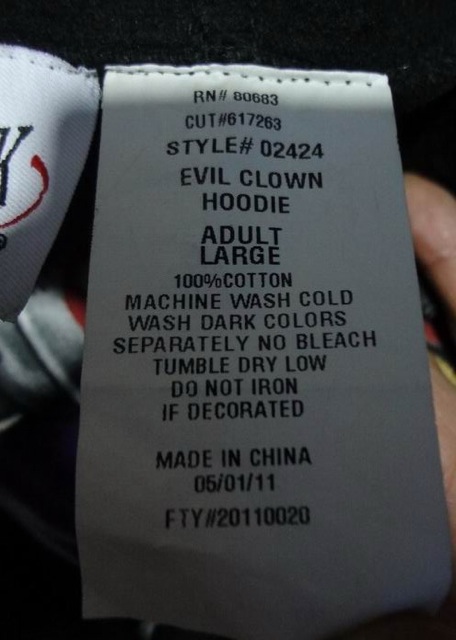 RN# 80683
CUT#617263
STYLE# 02424
EVIL CLOWN
HOODIE
ADULT
LARGE
100%COTTON
MACHINE WASH COLD
WASH DARK COLORS
SEPARATELY NO BLEACH
TUMBLE DRY LOW
DO NOT IRON
IF DECORATED
MADE IN CHINA
05/01/11
FTY#20110020